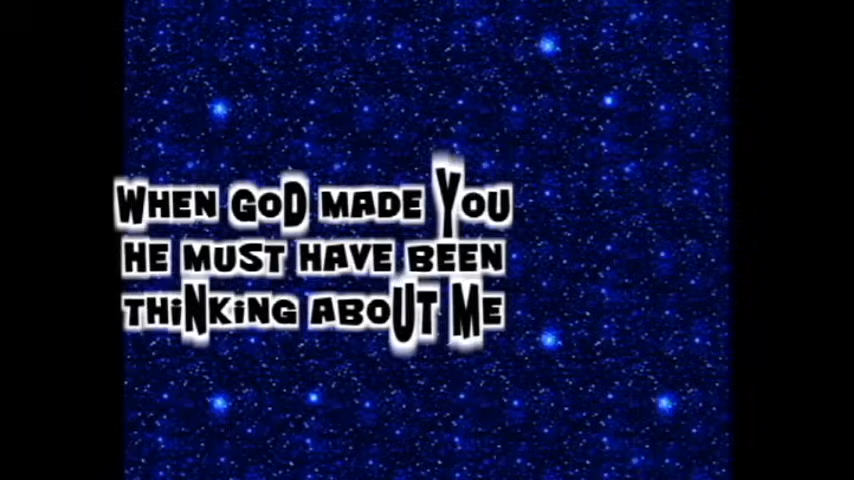 WHEN GOD MADE YOU
HE MUST HAVE BEEN
THiNKiNG ABOUT ME